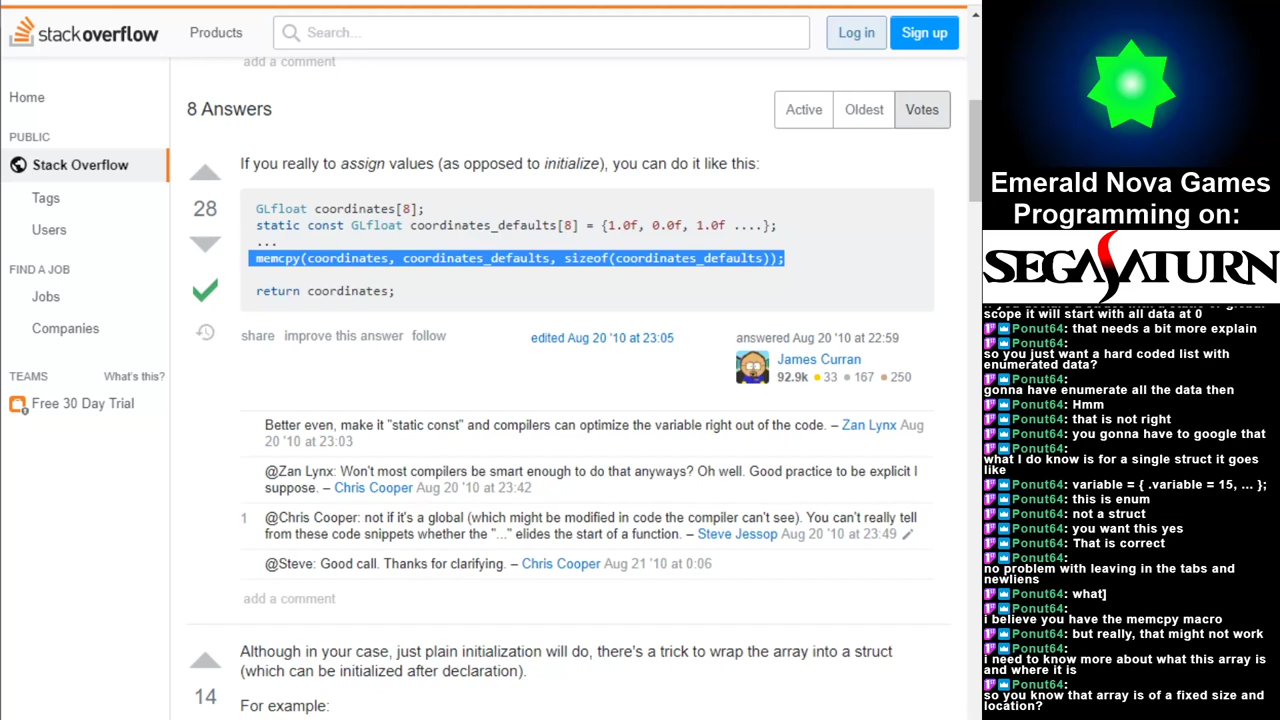 stackoverflow
Products
Search...
Log in
Sign up
add a comment
Home
PUBLIC
Stack Overflow
Tags
Users
FIND A JOB
Jobs
Companies
TEAMS
What's this?
Free 30 Day Trial
8 Answers
Active
Oldest
Votes
28
If you really to assign values (as opposed to initialize), you can do it like this:
GLfloat coordinates[8];
static const GLfloat coordinates_defaults[8] = {1.0f, 0.0f, 1.0f ....};
...
memcpy(coordinates, coordinates_defaults, sizeof(coordinates_defaults));
return coordinates;
share improve this answer follow
edited Aug 20 '10 at 23:05
answered Aug 20 '10 at 22:59
James Curran
92.9k 33 167 250
Better even, make it "static const" and compilers can optimize the variable right out of the code. – Zan Lynx Aug
20 '10 at 23:03
@Zan Lynx: Won't most compilers be smart enough to do that anyways? Oh well. Good practice to be explicit I
suppose. – Chris Cooper Aug 20 '10 at 23:42
1 @Chris Cooper: not if it's a global (which might be modified in code the compiler can't see). You can't really tell
from these code snippets whether the "..." elides the start of a function. – Steve Jessop Aug 20 '10 at 23:49
@Steve: Good call. Thanks for clarifying. – Chris Cooper Aug 21 '10 at 0:06
add a comment
14
Although in your case, just plain initialization will do, there's a trick to wrap the array into a struct
(which can be initialized after declaration).
For example:
Emerald Nova Games
Programming on:
SEGA SATURN
scope it will start with all data at 0
Ponut64: that needs a bit more explain
Ponut64:
so you just want a hard coded list with
enumerated data?
Ponut64:
gonna have enumerate all the data then
Ponut64: Hmm
Ponut64: that is not right
Ponut64: you gonna have to google that
Ponut64:
what I do know is for a single struct it goes
like
Ponut64: variable = { .variable = 15, ... };
Ponut64: this is enum
Ponut64: not a struct
Ponut64: you want this yes
Ponut64: That is correct
Ponut64:
no problem with leaving in the tabs and
newliens
Ponut64: what]
Ponut64:
i believe you have the memcpy macro
Ponut64: but really, that might not work
Ponut64:
i need to know more about what this array is
and where it is
Ponut64:
so you know that array is of a fixed size and
location?